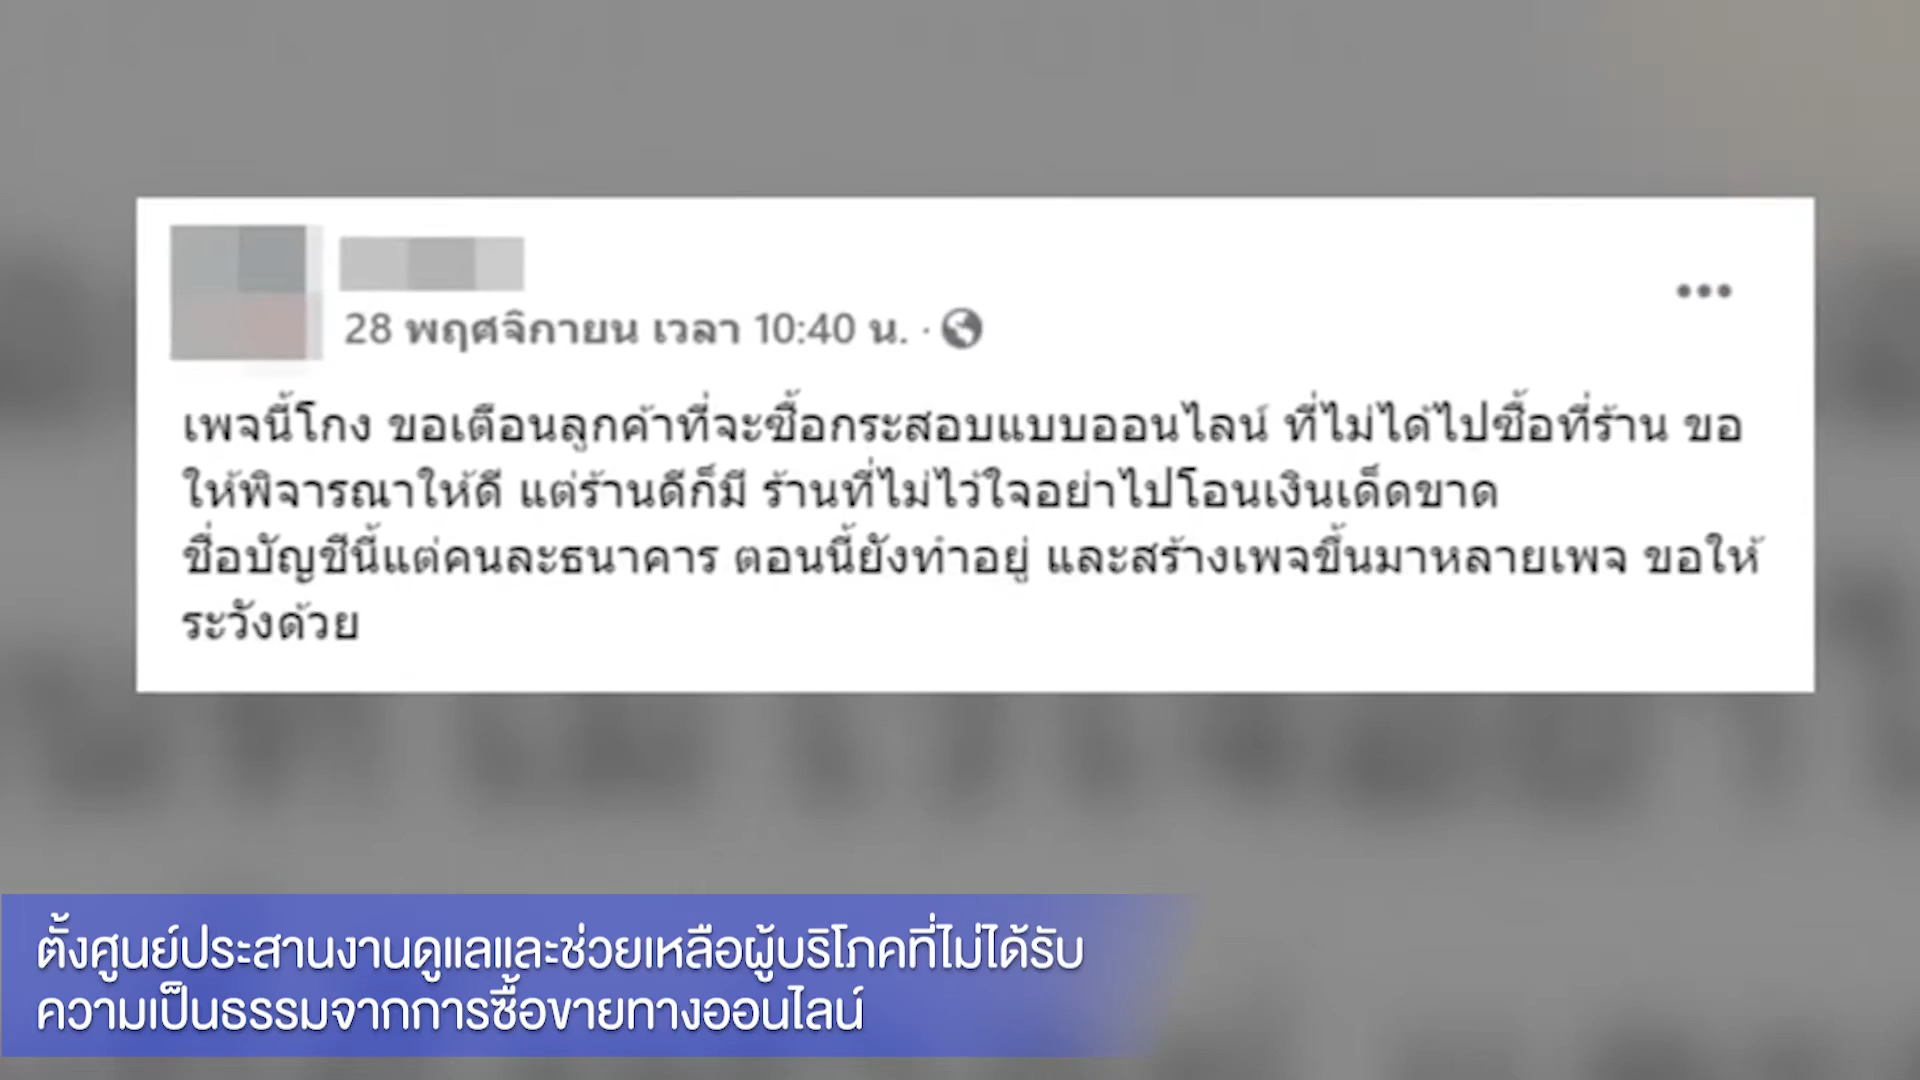 28 พฤศจิกายน เวลา 10:40 น. ·
เพจนี้โกง ขอเตือนลูกค้าที่จะซื้อกระสอบแบบออนไลน์ ที่ไม่ได้ไปซื้อที่ร้าน ขอ
ให้พิจารณาให้ดี แต่ร้านดีก็มี ร้านที่ไม่ไว้ใจอย่าไปโอนเงินเด็ดขาด
ชื่อบัญชีนี้แต่คนละธนาคาร ตอนนี้ยังทำอยู่ และสร้างเพจขึ้นมาหลายเพจ ขอให้
ระวังด้วย
ตั้งศูนย์ประสานงานดูแลและช่วยเหลือผู้บริโภคที่ไม่ได้รับ
ความเป็นธรรมจากการซื้อขายทางออนไลน์